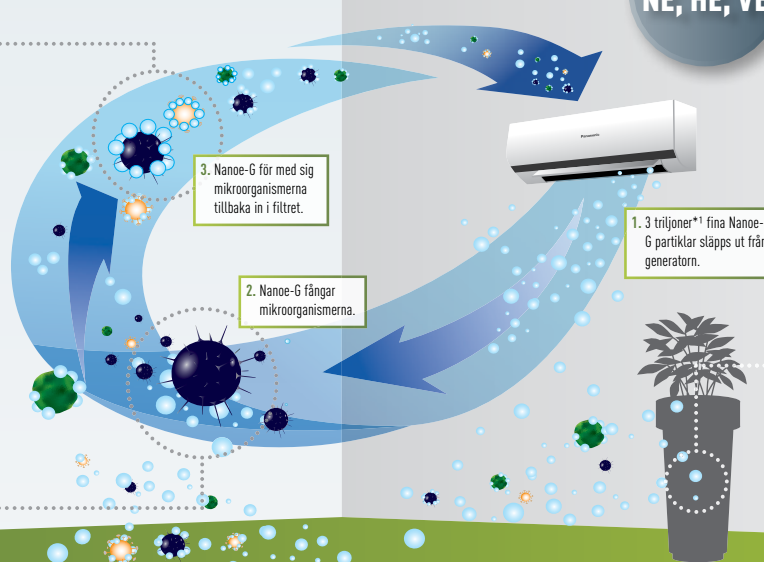 NE, HE, VE
Panasonic
3. Nanoe-G för med sig
mikroorganismerna
tillbaka in i filtret.
1. 3 triljoner*1 fina Nanoe-
G partiklar släpps ut från
generatorn.
2. Nanoe-G fångar
mikroorganismerna.